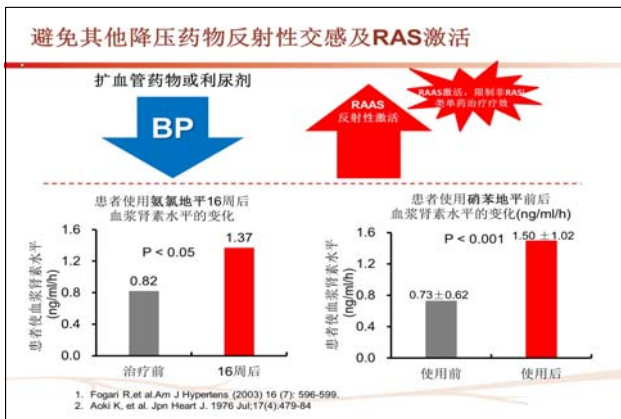 避免其他降压药物反射性交感及RAS激活
扩血管药物或利尿剂
BP
RAAS
反射性激活
RAAS激活，限制非RASI
类单药治疗疗效
患者使用氨氯地平16周后
血浆肾素水平的变化
患者使血浆肾素水平
(ng/ml/h)
1.6
1.2
0.8
0.4
0.0
P < 0.05
0.82
1.37
治疗前
16周后
患者使用硝苯地平前后
血浆肾素水平的变化(ng/ml/h)
患者使血浆肾素水平
(ng/ml/h)
1.6
1.2
0.8
0.4
0.0
P < 0.001
0.73±0.62
1.50 ±1.02
使用前
使用后
1. Fogari R,et al.Am J Hypertens (2003) 16 (7): 596-599.
2. Aoki K, et al. Jpn Heart J. 1976 Jul;17(4):479-84